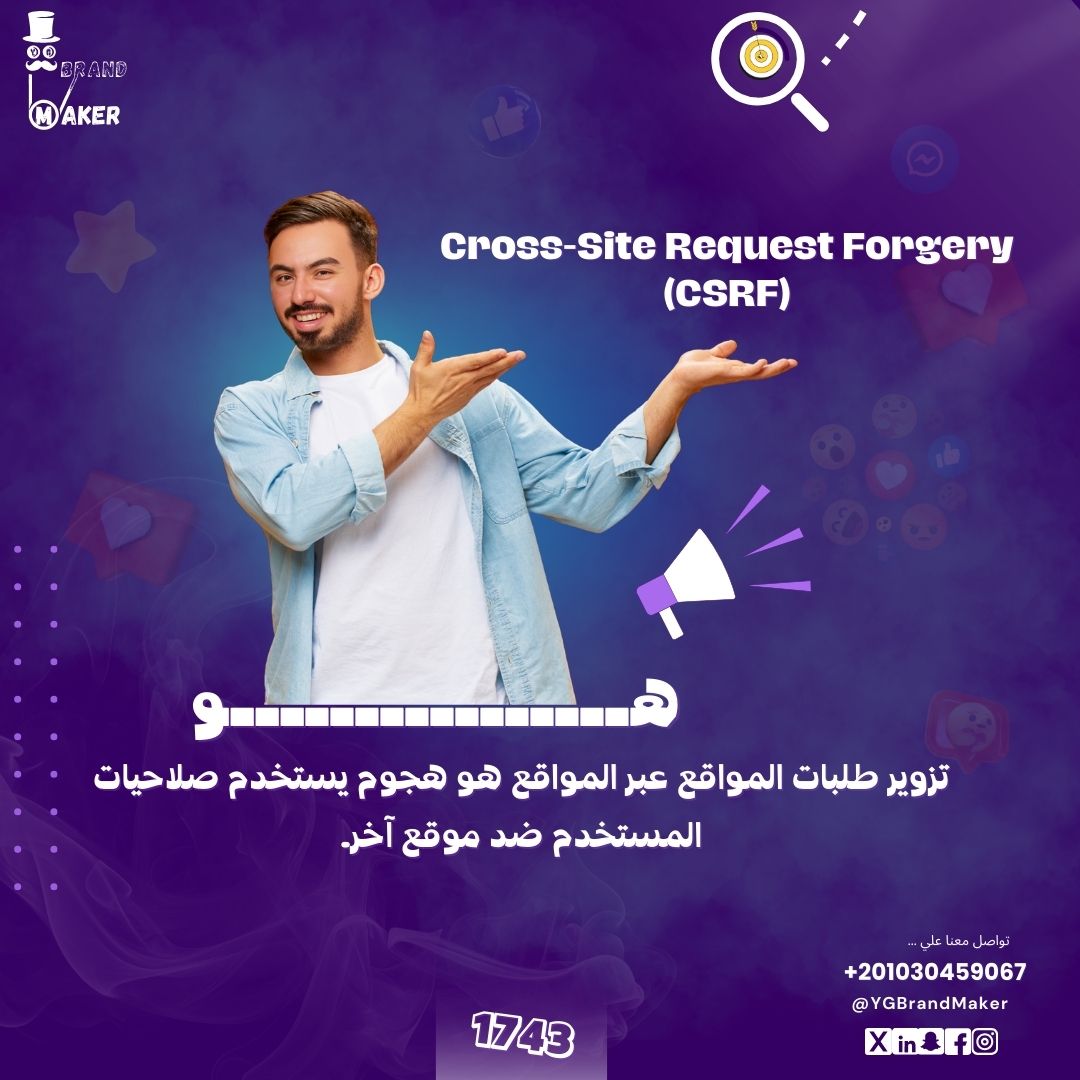 YG
BRAND
MAKER
Cross-Site Request Forgery
(CSRF)
هـــــــــــــــــــــو
تزوير طلبات المواقع عبر المواقع هو هجوم يستخدم صلاحيات
المستخدم ضد موقع آخر.
تواصل معنا علي ...
+201030459067
@YGBrandMaker
1743